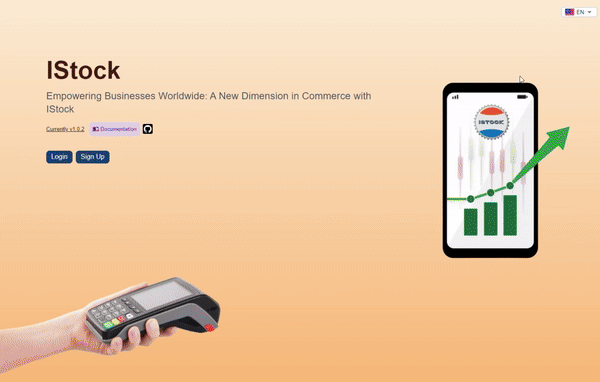 EN
IStock
Empowering Businesses Worldwide: A New Dimension in Commerce with
IStock
Currently v1.0.2
Documentation
Login
Sign Up
ISTOCK